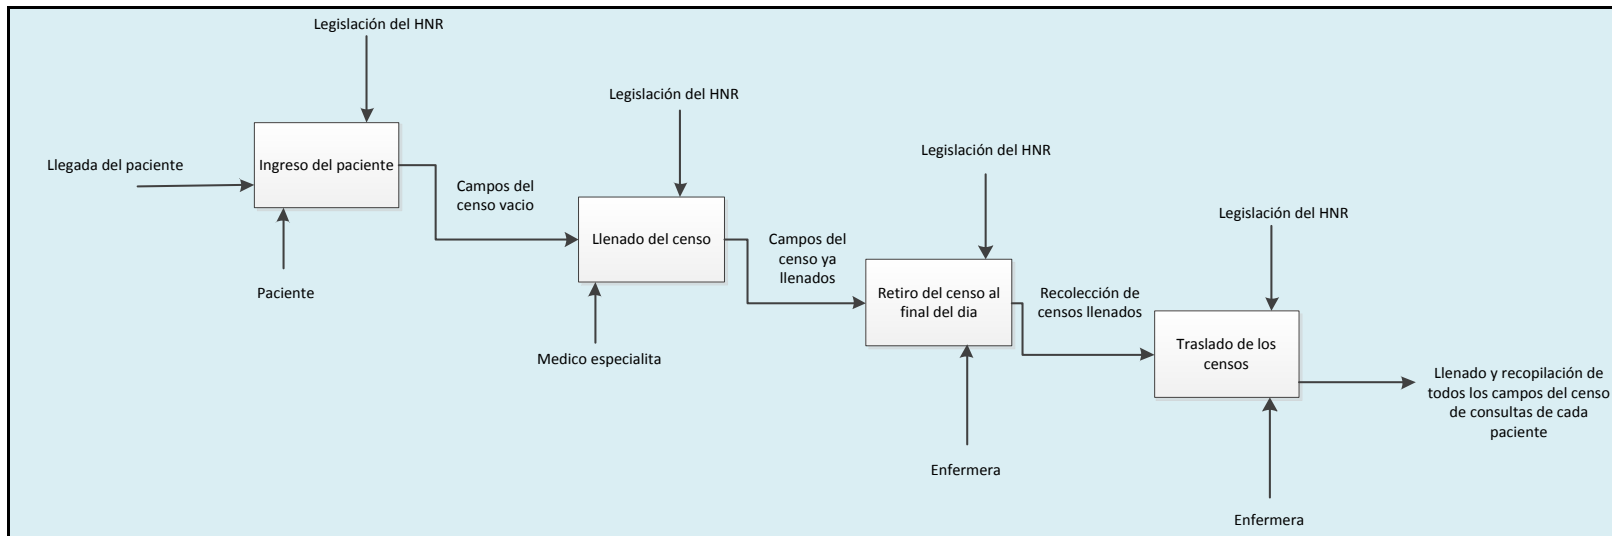 Legislación del HNR
Llegada del paciente
Ingreso del paciente
Paciente
Campos del
censo vacio
Legislación del HNR
Llenado del censo
Medico especialita
Campos del
censo ya
llenados
Legislación del HNR
Retiro del censo al
final del dia
Enfermera
Recolección de
censos llenados
Legislación del HNR
Traslado de los
censos
Enfermera
Llenado y recopilación de
todos los campos del censo
de consultas de cada
paciente